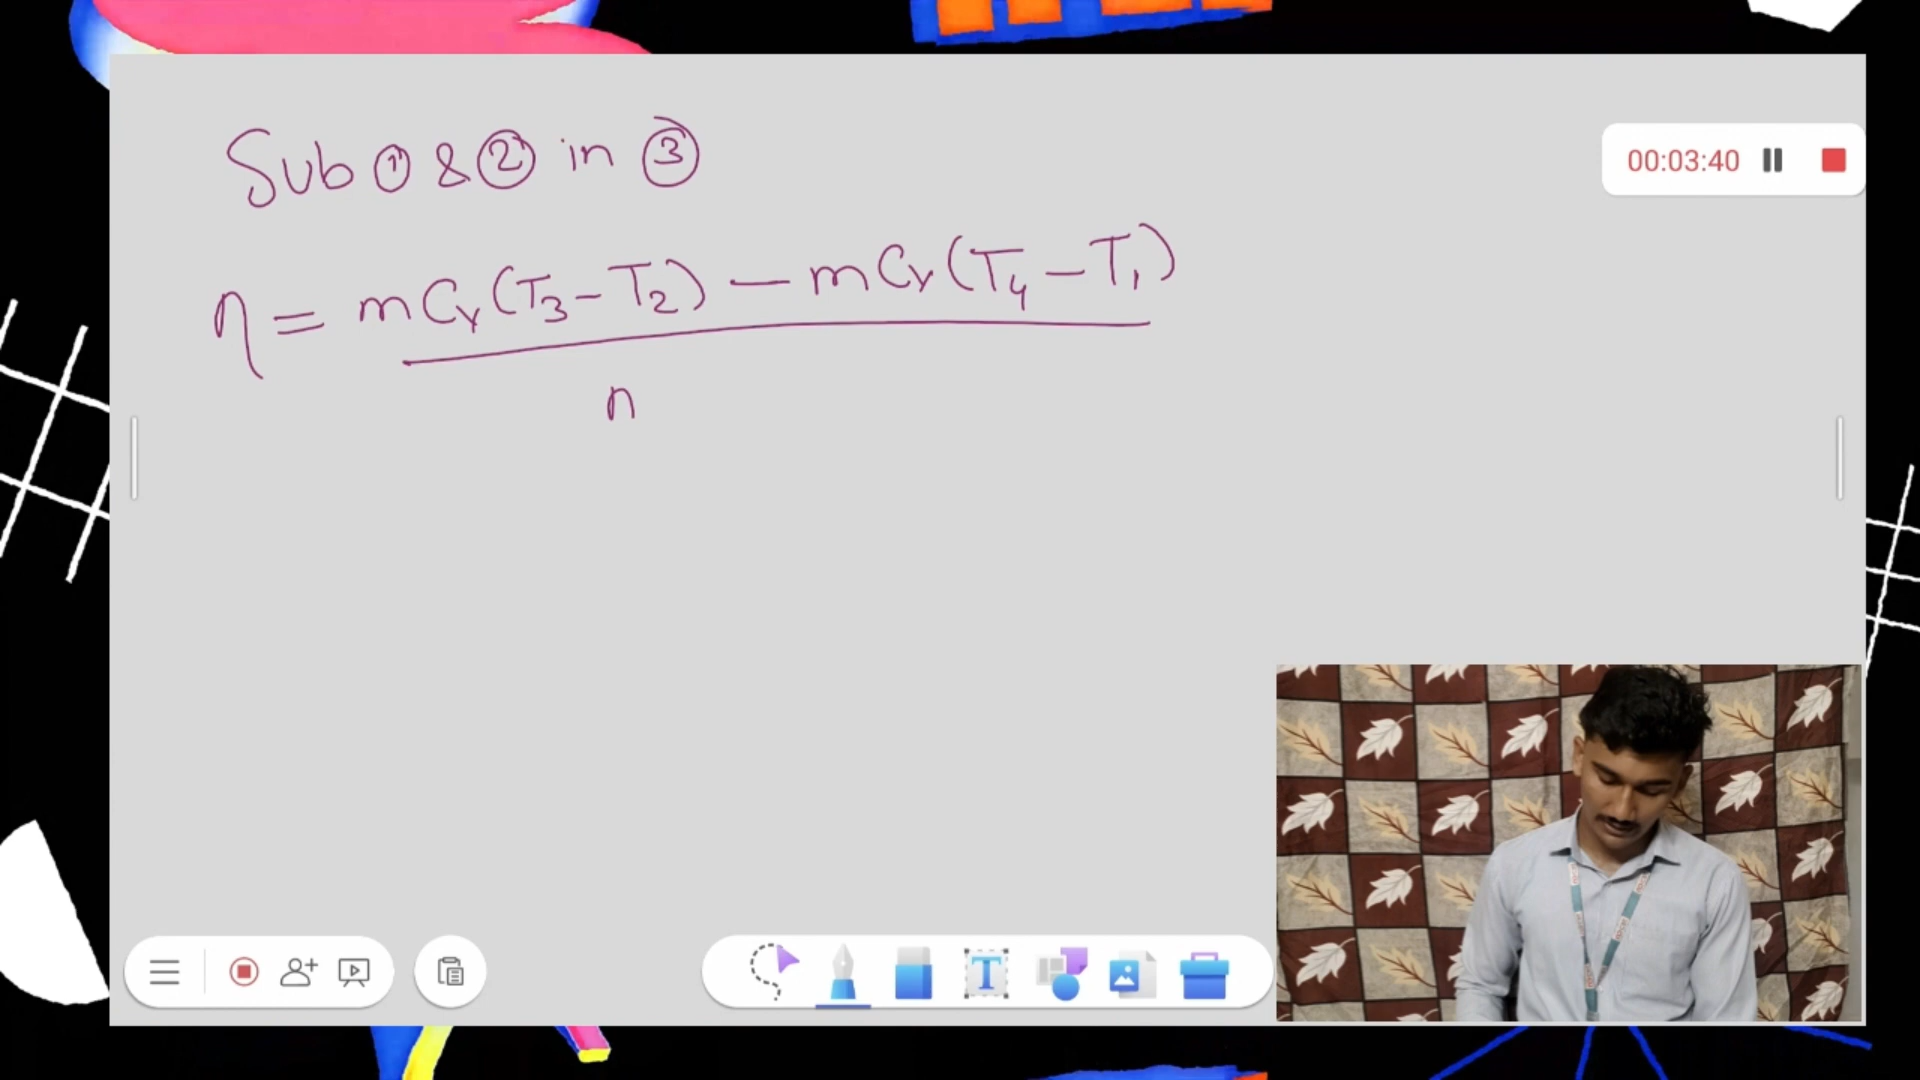 Sub ① & ② in ③
00:03:40
η = mCv(T3 – T2) – mCv(T4 – T1)
n
T